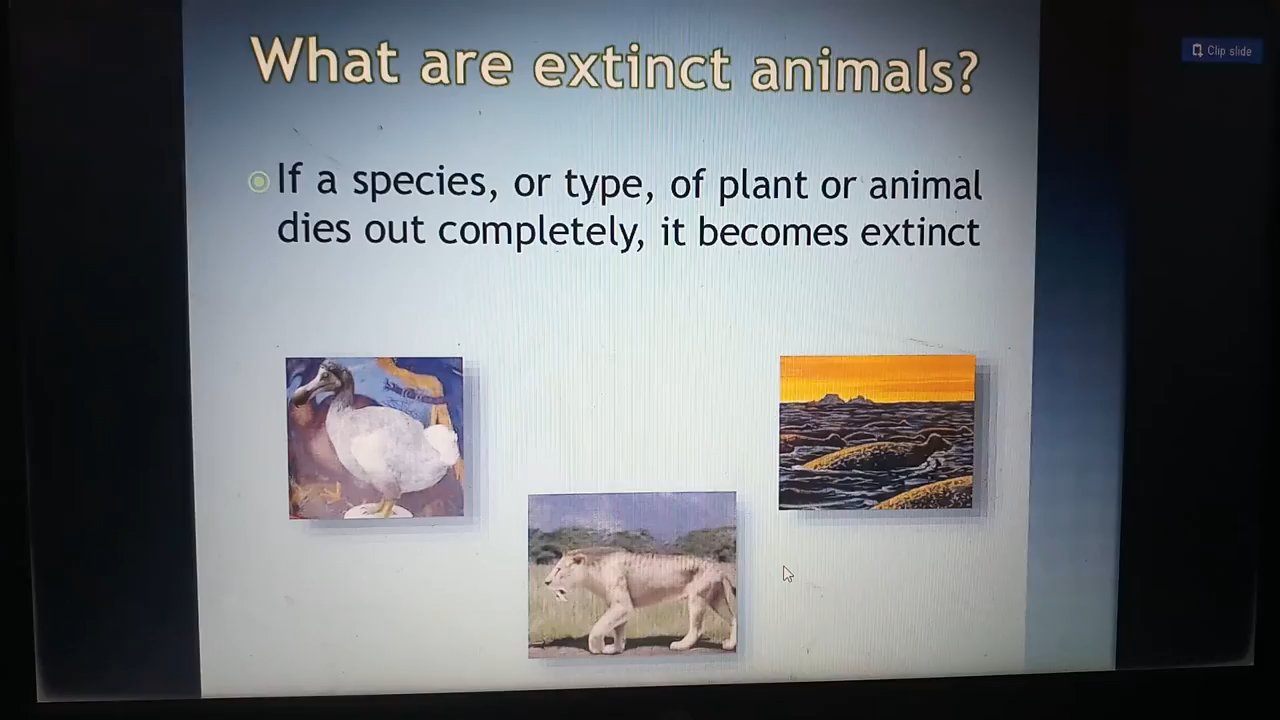 What are extinct animals?
If a species, or type, of plant or animal
dies out completely, it becomes extinct
Clip slide